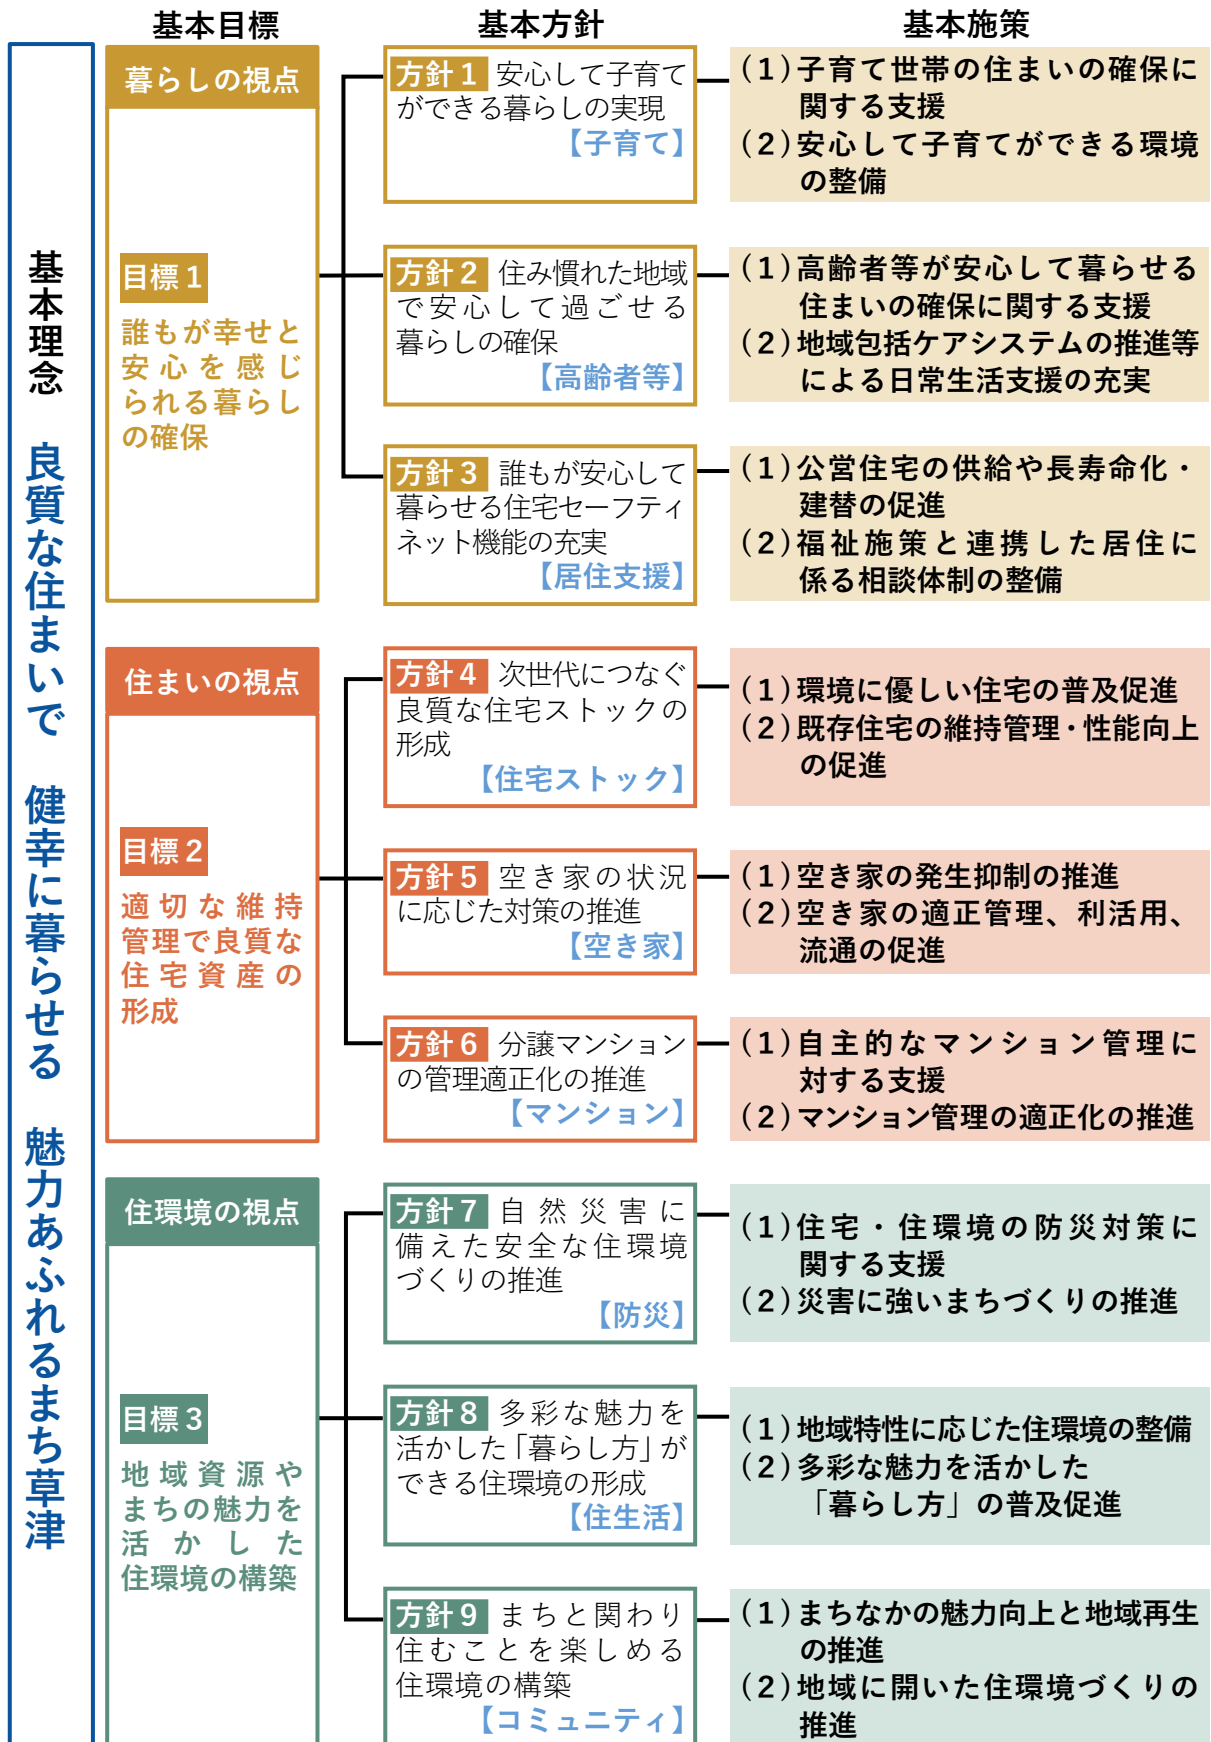 基本目標
基本方針
基本施策
基本理念 良質な住まいで 健幸に暮らせる 魅力あふれるまち草津
暮らしの視点
目標1
誰もが幸せと
安心を感じ
られる暮らし
の確保
方針1 安心して子育て
ができる暮らしの実現
【子育て】
(1)子育て世帯の住まいの確保に
関する支援
(2)安心して子育てができる環境
の整備
方針2 住み慣れた地域
で安心して過ごせる
暮らしの確保
【高齢者等】
(1)高齢者等が安心して暮らせる
住まいの確保に関する支援
(2)地域包括ケアシステムの推進等
による日常生活支援の充実
方針3 誰もが安心して
暮らせる住宅セーフティ
ネット機能の充実
【居住支援】
(1)公営住宅の供給や長寿命化・
建替の促進
(2)福祉施策と連携した居住に
係る相談体制の整備
住まいの視点
目標2
適切な維持
管理で良質な
住宅資産の
形成
方針4 次世代につなぐ
良質な住宅ストックの
形成
【住宅ストック】
(1)環境に優しい住宅の普及促進
(2)既存住宅の維持管理・性能向上
の促進
方針5 空き家の状況
に応じた対策の推進
【空き家】
(1)空き家の発生抑制の推進
(2)空き家の適正管理、利活用、
流通の促進
方針6 分譲マンション
の管理適正化の推進
【マンション】
(1)自主的なマンション管理に
対する支援
(2)マンション管理の適正化の推進
住環境の視点
目標3
地域資源や
まちの魅力を
活かした
住環境の構築
方針7 自然災害に
備えた安全な住環境
づくりの推進
【防災】
(1)住宅・住環境の防災対策に
関する支援
(2)災害に強いまちづくりの推進
方針8 多彩な魅力を
活かした「暮らし方」が
できる住環境の形成
【住生活】
(1)地域特性に応じた住環境の整備
(2)多彩な魅力を活かした
「暮らし方」の普及促進
方針9 まちと関わり
住むことを楽しめる
住環境の構築
【コミュニティ】
(1)まちなかの魅力向上と地域再生
の推進
(2)地域に開いた住環境づくりの
推進